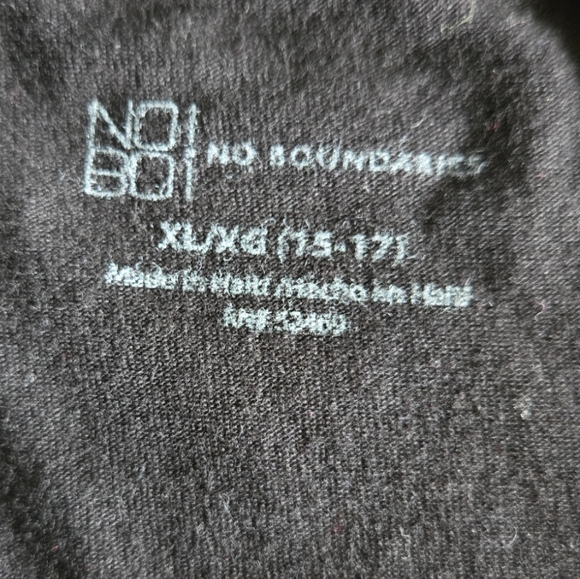 NO BO NO BOUNDARIES
XL/XG (15-17)
Made in Haiti /Hecho en Haiti